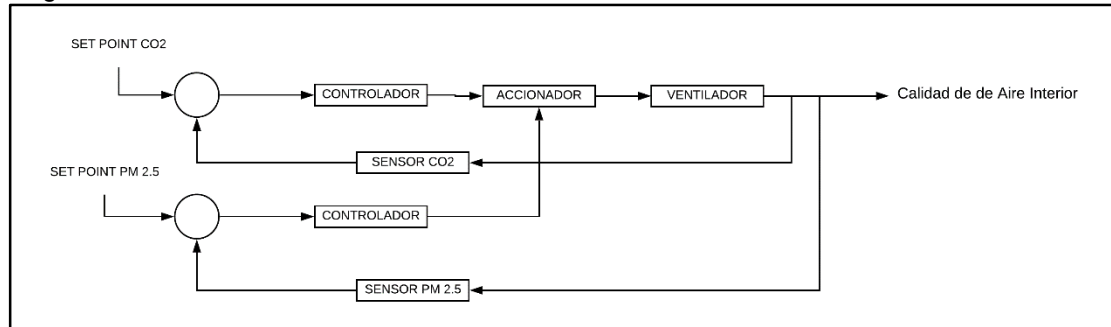 SET POINT CO2
CONTROLADOR
ACCIONADOR
VENTILADOR
Calidad de de Aire Interior
SENSOR CO2
SET POINT PM 2.5
CONTROLADOR
SENSOR PM 2.5